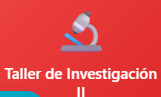 Taller de Investigación
II